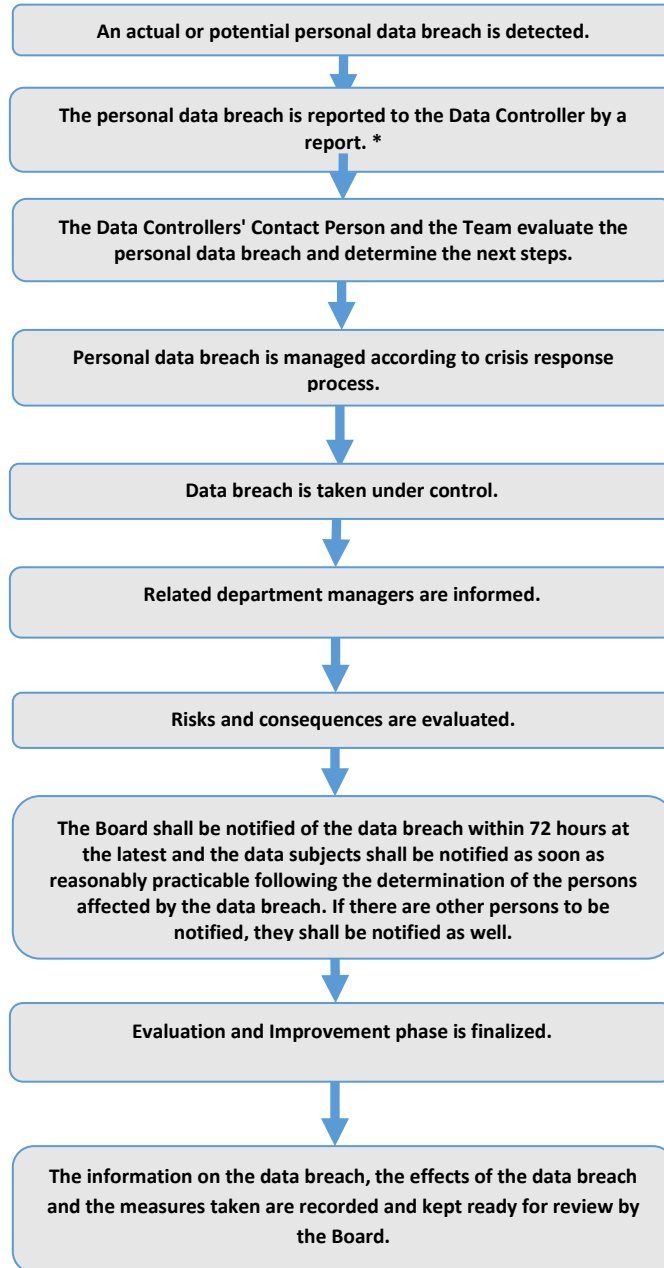 An actual or potential personal data breach is detected.
The personal data breach is reported to the Data Controller by a
report. *
The Data Controllers' Contact Person and the Team evaluate the
personal data breach and determine the next steps.
Personal data breach is managed according to crisis response
process.
Data breach is taken under control.
Related department managers are informed.
Risks and consequences are evaluated.
The Board shall be notified of the data breach within 72 hours at
the latest and the data subjects shall be notified as soon as
reasonably practicable following the determination of the persons
affected by the data breach. If there are other persons to be
notified, they shall be notified as well.
Evaluation and Improvement phase is finalized.
The information on the data breach, the effects of the data breach
and the measures taken are recorded and kept ready for review by
the Board.